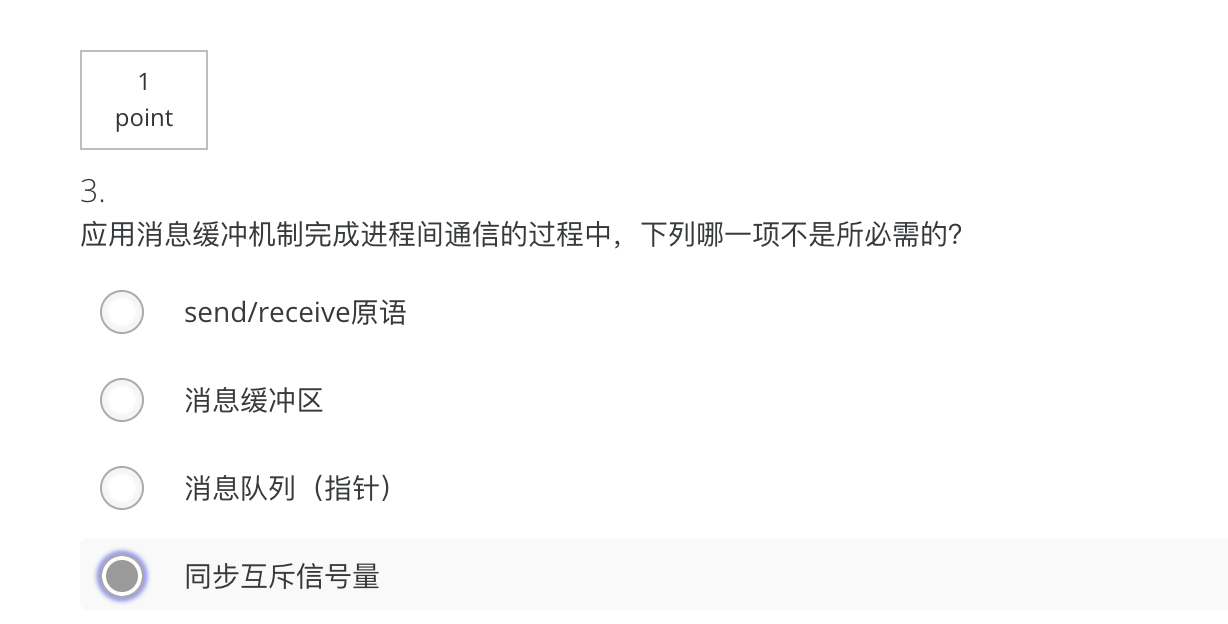 1
point
3.
应用消息缓冲机制完成进程间通信的过程中，下列哪一项不是所必需的？
send/receive原语
消息缓冲区
消息队列（指针）
同步互斥信号量